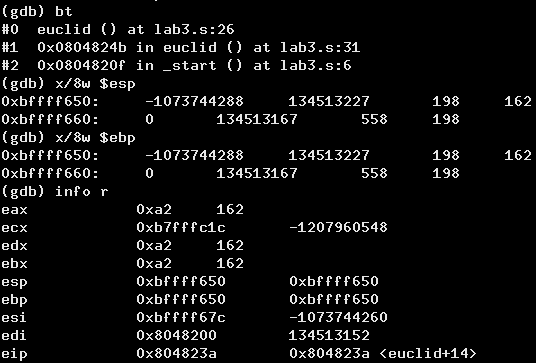 (gdb) bt
#0  euclid () at lab3.s:26
#1  0x0804824b in euclid () at lab3.s:31
#2  0x0804820f in _start () at lab3.s:6
(gdb) x/8w $esp
0xbffff650:     -1073744288     134513227       198     162
0xbffff660:     0       134513167       558     198
(gdb) x/8w $ebp
0xbffff650:     -1073744288     134513227       198     162
0xbffff660:     0       134513167       558     198
(gdb) info r
eax            0xa2     162
ecx            0xb7fffc1c       -1207960548
edx            0xa2     162
ebx            0xa2     162
esp            0xbffff650       0xbffff650
ebp            0xbffff650       0xbffff650
esi            0xbffff67c       -1073744260
edi            0x8048200        134513152
eip            0x804823a        0x804823a <euclid+14>